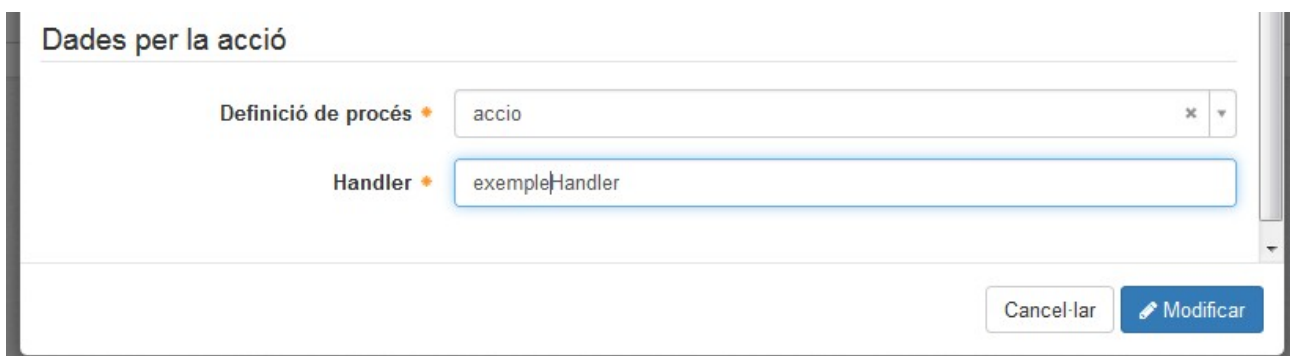 Dades per la acció
Definició de procés * accio
Handler * exempleHandler
Cancel·lar Modificar